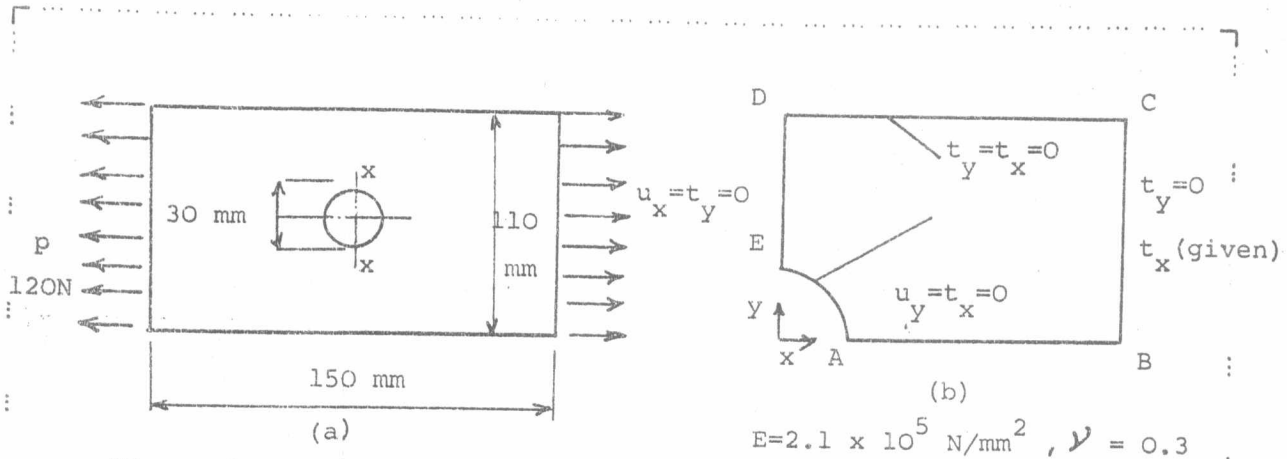 x
x
30 mm
110
mm
p
120N
150 mm
(a)
D
C
t_y=t_x=0
u_x=t_y=0
t_y=0
E
t_x (given)
u_y=t_x=0
y
x
A
B
(b)
E=2.1 x 10^5 N/mm^2 , ν = 0.3